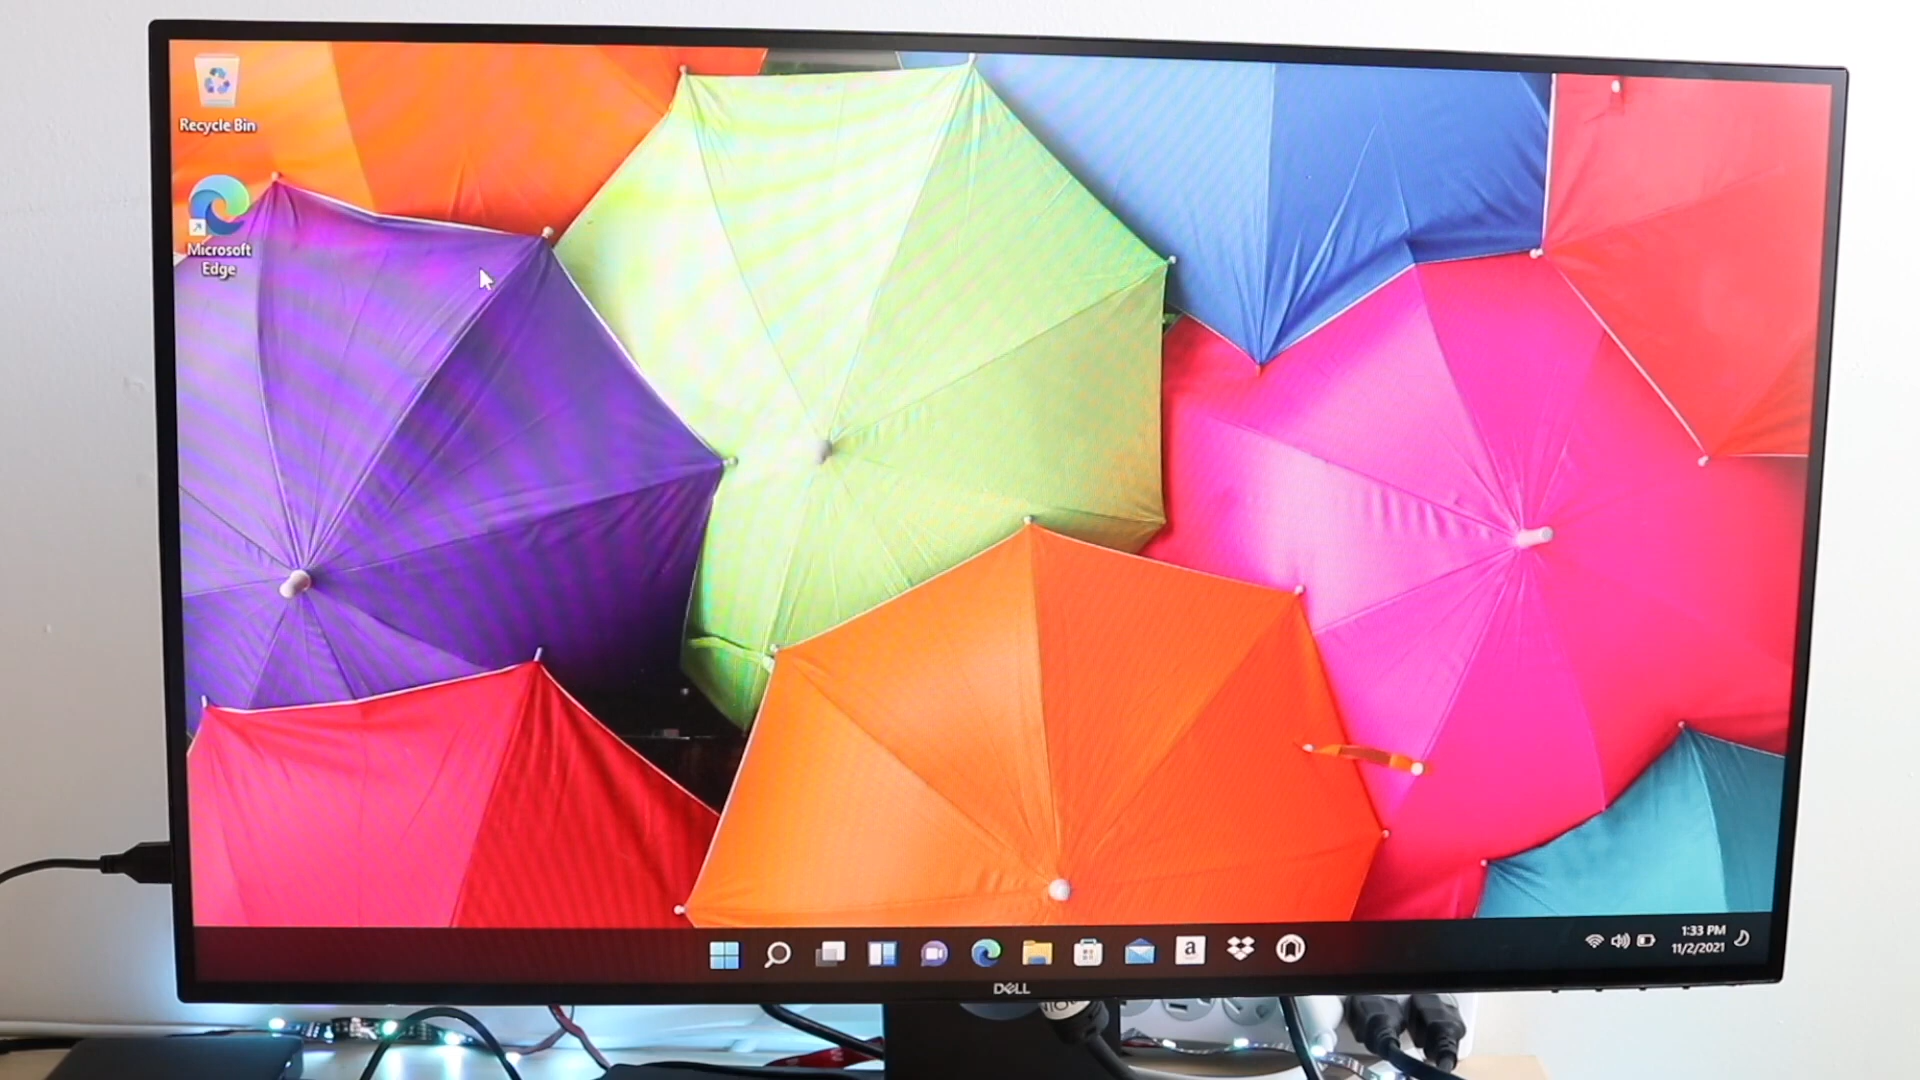 Recycle Bin
Microsoft
Edge
a
1:33 PM
11/2/2021
DELL